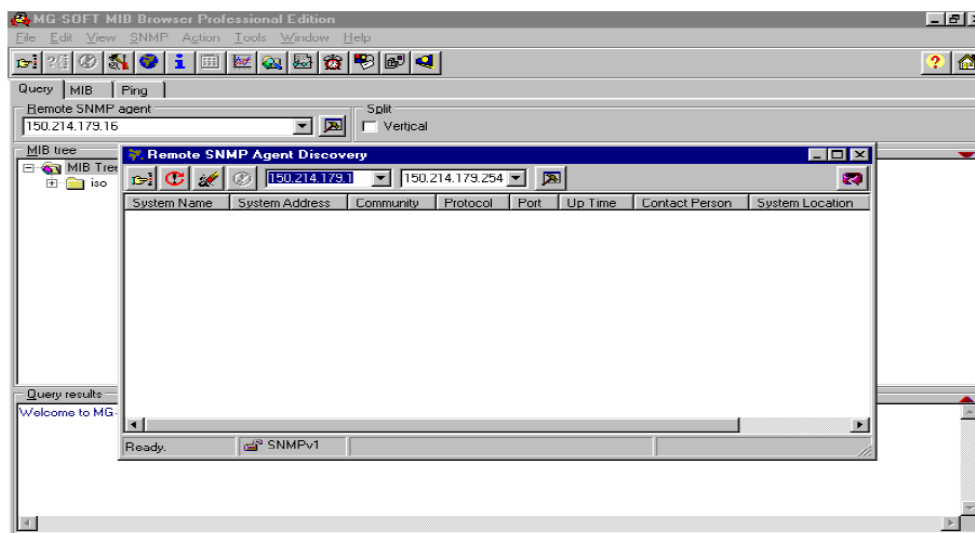 MG-SOFT MIB Browser Professional Edition
File Edit View SNMP Action Tools Window Help
Query MIB Ping
Remote SNMP agent
Split
150.214.179.16
Vertical
MIB tree
MIB Tree
iso
Remote SNMP Agent Discovery
150.214.179.1 150.214.179.254
System Name System Address Community Protocol Port Up Time Contact Person System Location
Query results
Welcome to MG-
Ready. SNMPv1